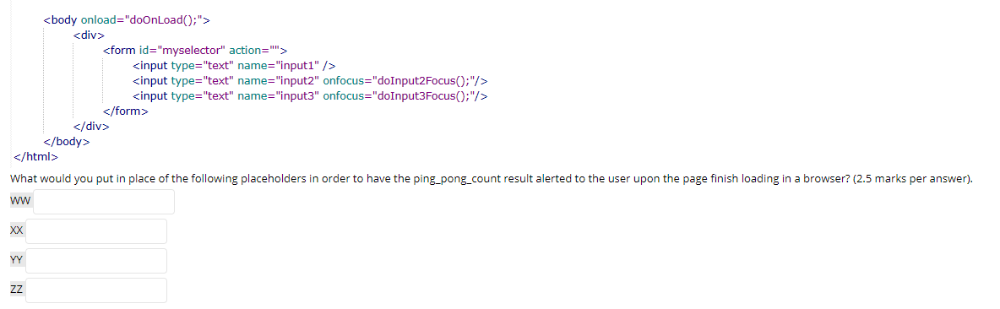 <body onload="doOnLoad();">
<div>
<form id="myselector" action="">
<input type="text" name="input1" />
<input type="text" name="input2" onfocus="doInput2Focus();"/>
<input type="text" name="input3" onfocus="doInput3Focus();"/>
</form>
</div>
</body>
</html>
What would you put in place of the following placeholders in order to have the ping_pong_count result alerted to the user upon the page finish loading in a browser? (2.5 marks per answer).
WW
XX
YY
ZZ